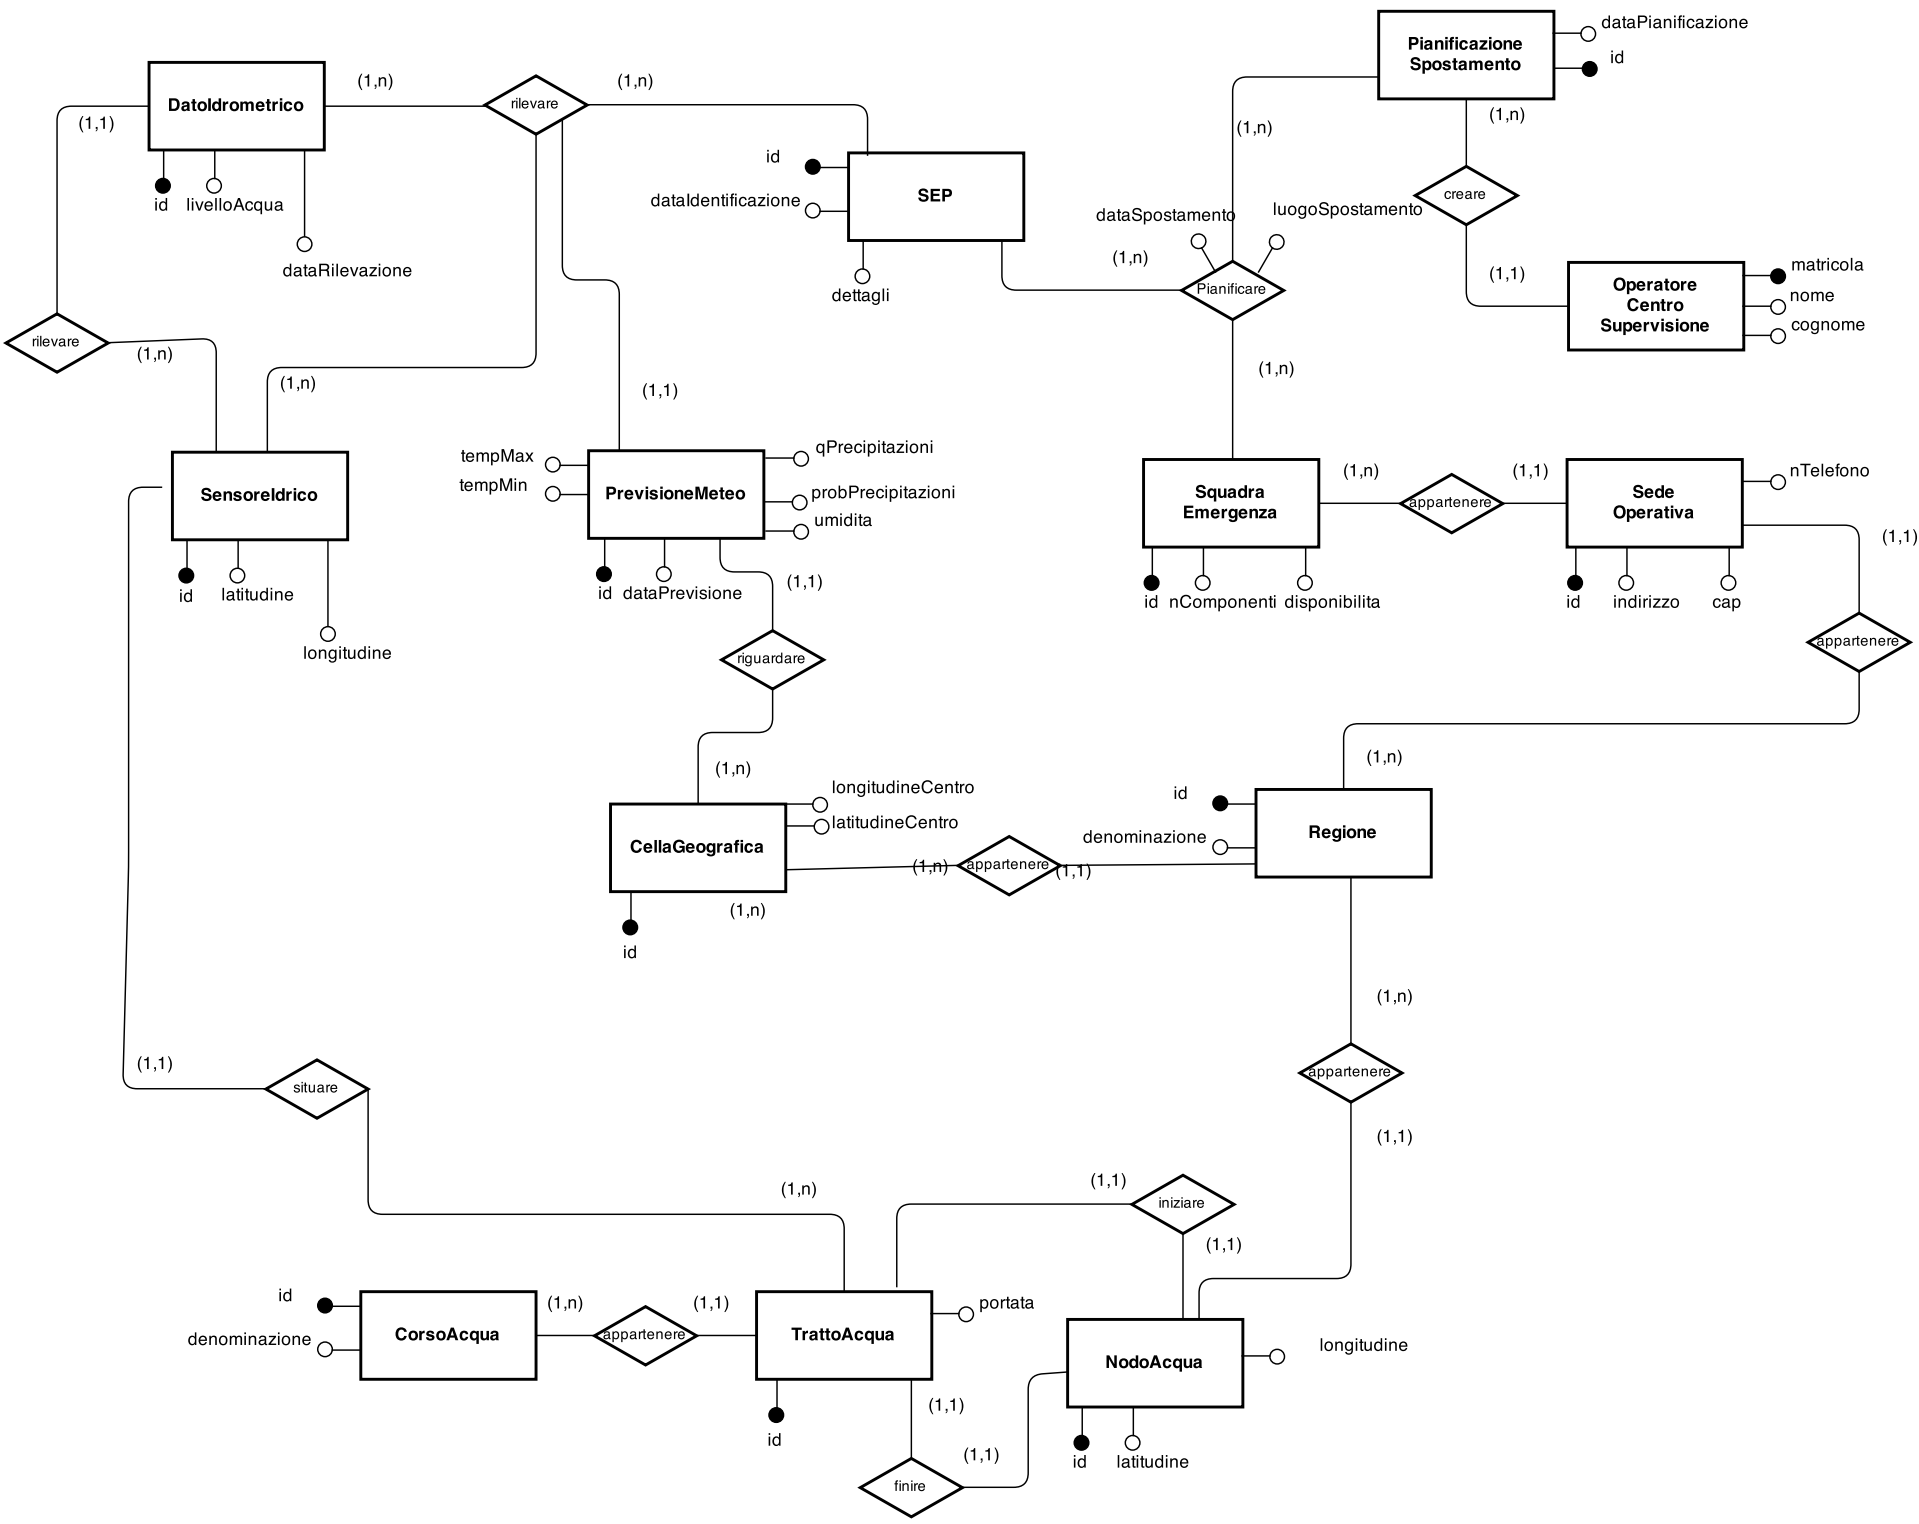 dataPianificazione
Pianificazione
Spostamento
id
(1,n)
(1,n)
DatoIdrometrico
rilevare
(1,1)
(1,n)
(1,n)
id
SEP
creare
id
livelloAcqua
dataIdentificazione
dataSpostamento
luogoSpostamento
dataRilevazione
(1,n)
(1,1)
matricola
dettagli
Pianificare
Operatore
Centro
Supervisione
nome
cognome
rilevare
(1,n)
(1,n)
(1,1)
(1,n)
tempMax
qPrecipitazioni
(1,n)
(1,1)
nTelefono
tempMin
SensoreIdrico
PrevisioneMeteo
probPrecipitazioni
Squadra
Emergenza
appartenere
Sede
Operativa
umidita
(1,1)
id
latitudine
id
dataPrevisione
(1,1)
id
nComponenti
disponibilita
id
indirizzo
cap
longitudine
riguardare
appartenere
(1,n)
(1,n)
longitudineCentro
id
latitudineCentro
denominazione
Regione
CellaGeografica
(1,n)
appartenere
(1,1)
(1,n)
id
(1,n)
(1,1)
situare
appartenere
(1,1)
(1,n)
(1,1)
iniziare
(1,1)
id
(1,n)
(1,1)
portata
denominazione
CorsoAcqua
appartenere
TrattoAcqua
longitudine
NodoAcqua
(1,1)
id
(1,1)
id
latitudine
finire